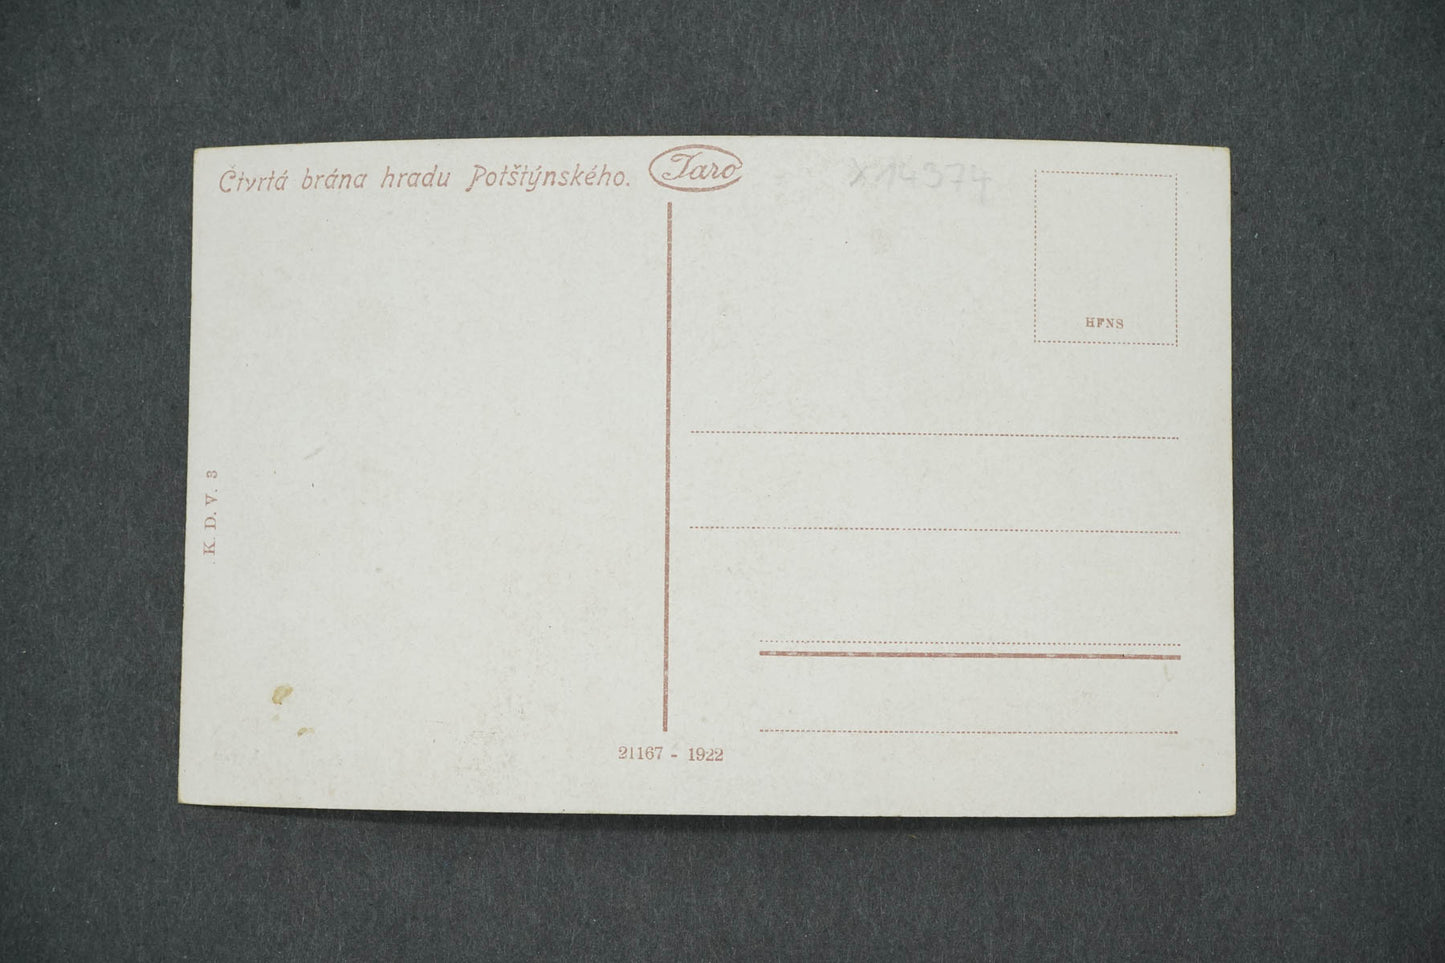 Čtvrtá brána hradu Potštýnského.
Jaro
X14374
HFNS
K. D. V. 3
21167 - 1922